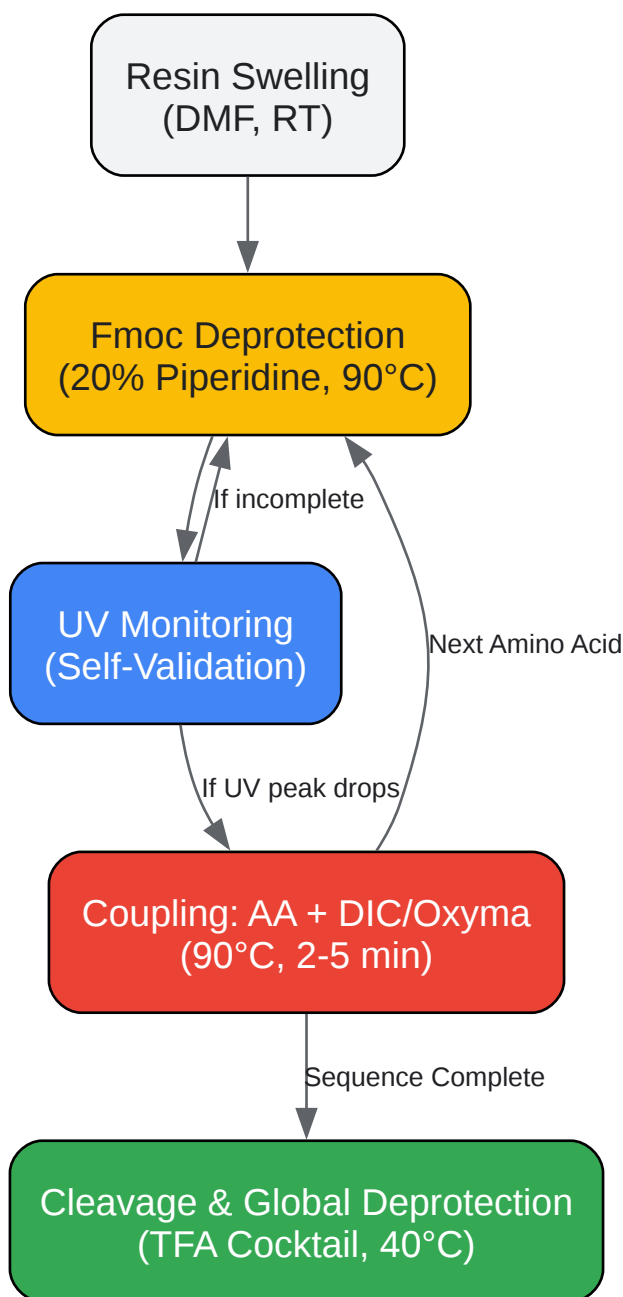 Resin Swelling
(DMF, RT)
Fmoc Deprotection
(20% Piperidine, 90°C)
If incomplete
UV Monitoring
(Self-Validation)
Next Amino Acid
If UV peak drops
Coupling: AA + DIC/Oxyma
(90°C, 2-5 min)
Sequence Complete
Cleavage & Global Deprotection
(TFA Cocktail, 40°C)